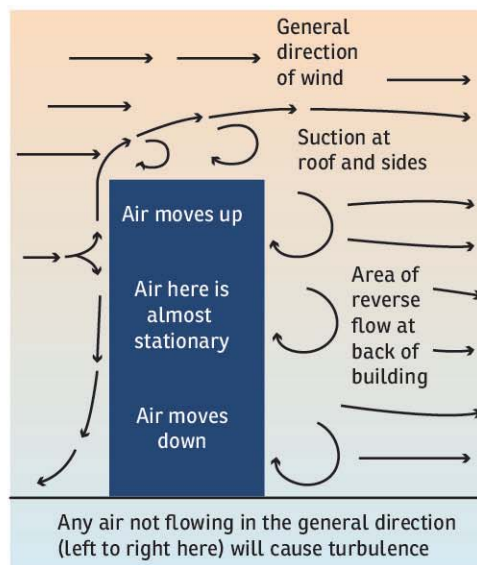 General
direction
of wind
Suction at
roof and sides
Air moves up
Air here is
almost
stationary
Area of
reverse
flow at
back of
building
Air moves
down
Any air not flowing in the general direction
(left to right here) will cause turbulence